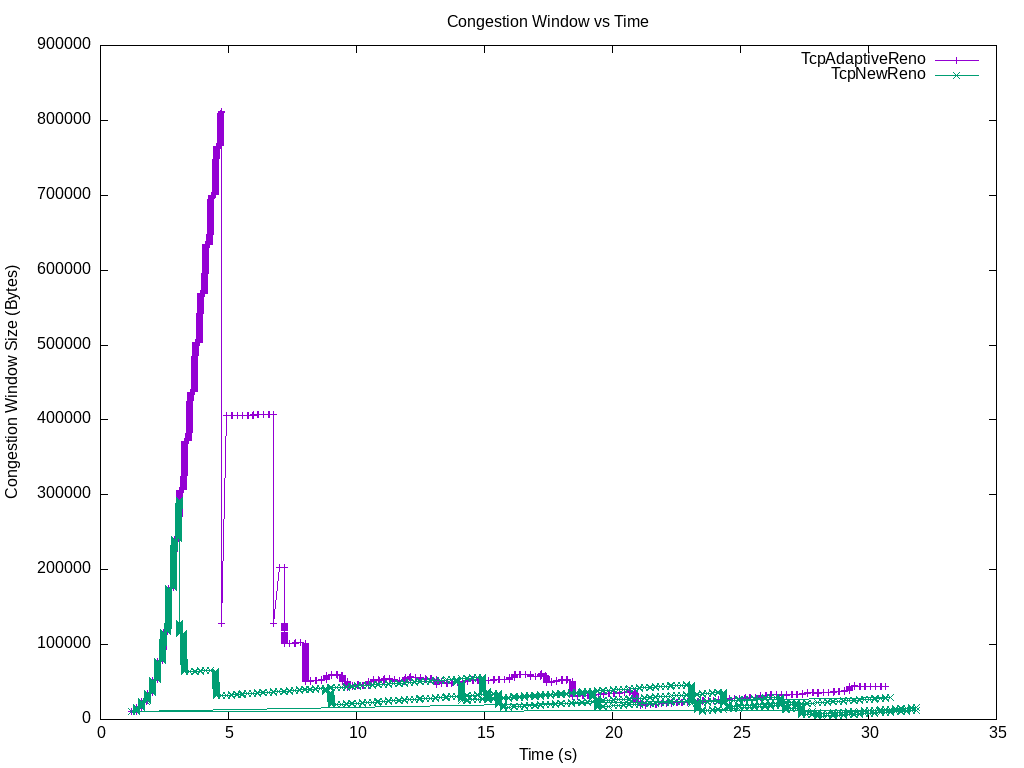 Congestion Window vs Time
900000
800000
700000
600000
500000
400000
300000
200000
100000
0
Congestion Window Size (Bytes)
TcpAdaptiveReno
TcpNewReno
0 5 10 15 20 25 30 35
Time (s)